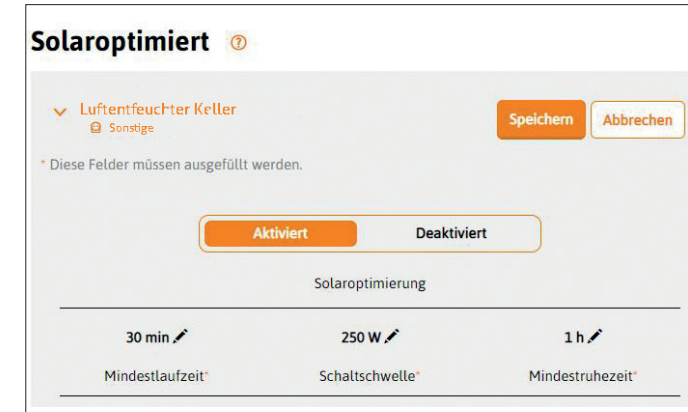 Solaroptimiert ?
Luftentfeuchter Keller
Sonstige
Speichern
Abbrechen
* Diese Felder müssen ausgefüllt werden.
Aktiviert
Deaktiviert
Solaroptimierung
30 min
250 W
1 h
Mindestlaufzeit*
Schaltschwelle*
Mindestruhezeit*